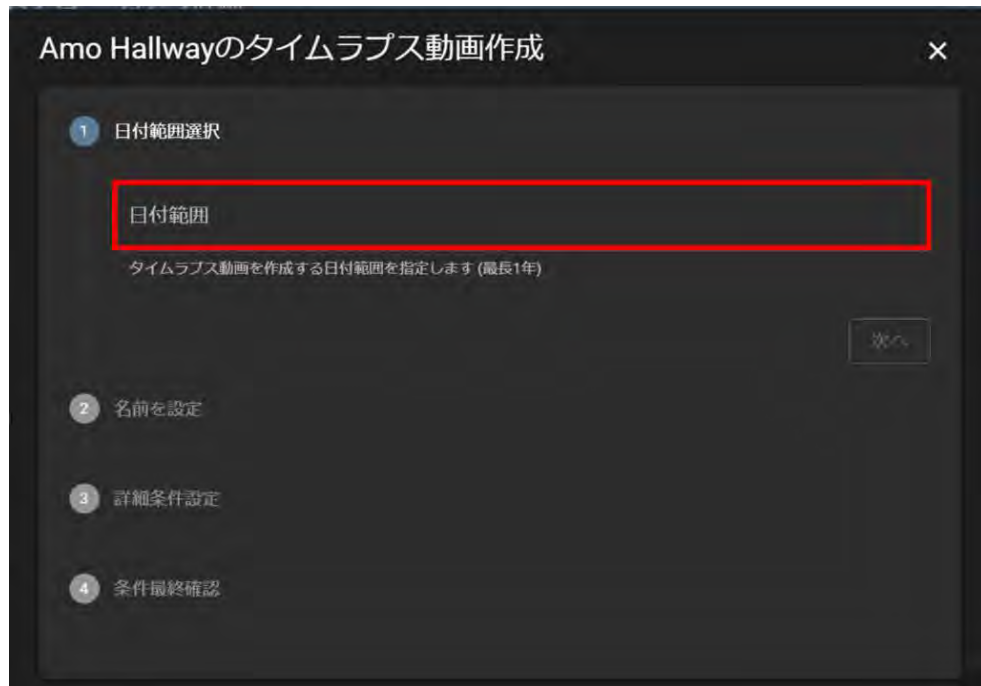 Amo Hallwayのタイムラプス動画作成
×
1 日付範囲選択
日付範囲
タイムラプス動画を作成する日付範囲を指定します (最長1年)
次へ
2 名前を設定
3 詳細条件設定
4 条件最終確認